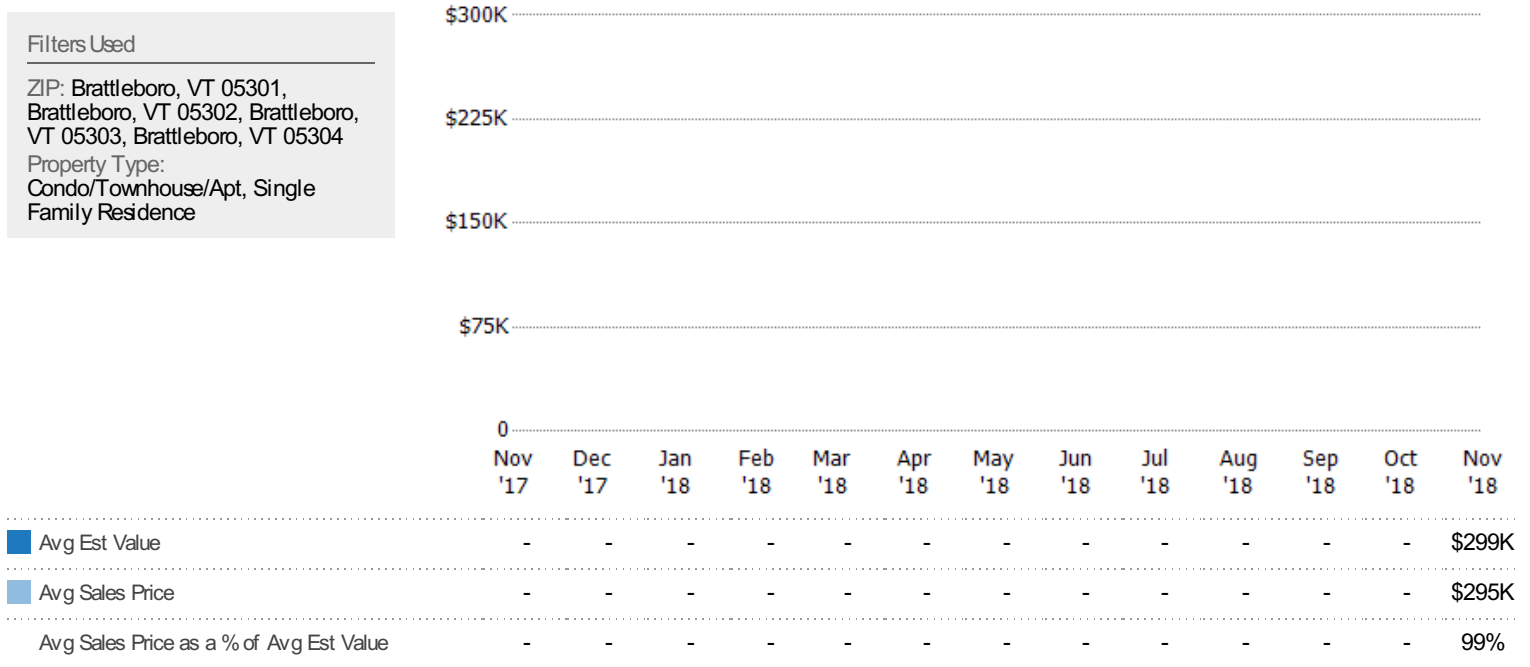 Filters Used
ZIP: Brattleboro, VT 05301,
Brattleboro, VT 05302, Brattleboro,
VT 05303, Brattleboro, VT 05304
Property Type:
Condo/Townhouse/Apt, Single
Family Residence
$300K
$225K
$150K
$75K
0
Nov Dec Jan Feb Mar Apr May Jun Jul Aug Sep Oct Nov
'17 '17 '18 '18 '18 '18 '18 '18 '18 '18 '18 '18 '18
Avg Est Value - - - - - - - - - - - - $299K
Avg Sales Price - - - - - - - - - - - - $295K
Avg Sales Price as a % of Avg Est Value - - - - - - - - - - - - 99%